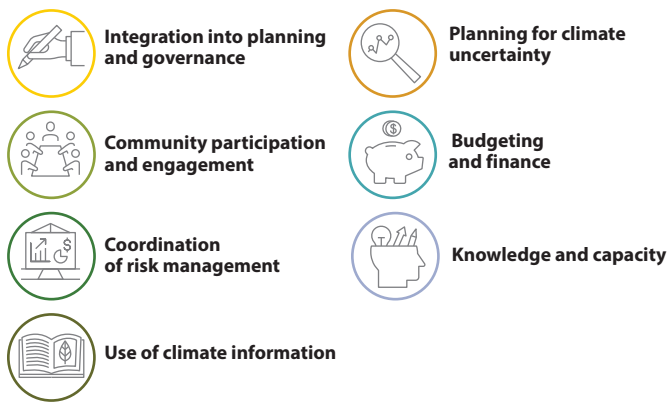 Integration into planning
and governance
Community participation
and engagement
Coordination
of risk management
Use of climate information
Planning for climate
uncertainty
$
Budgeting
and finance
Knowledge and capacity
$